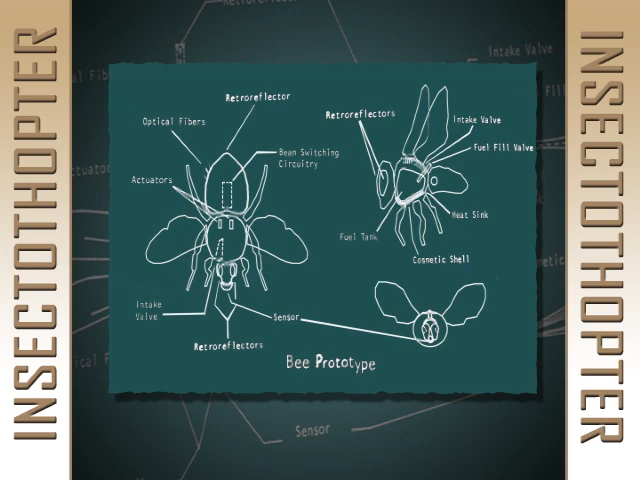 INSECTOTHOPTER
Retroreflector
Optical Fibers
Bean Switching
Circuitry
Actuators
Intake
Valve
Sensor
Retroreflectors
Retroreflectors
Intake Valve
Fuel Fill Valve
Heat Sink
Fuel Tank
Cosmetic Shell
Bee Prototype
Intake Valve
Sensor
INSECTOTHOPTER